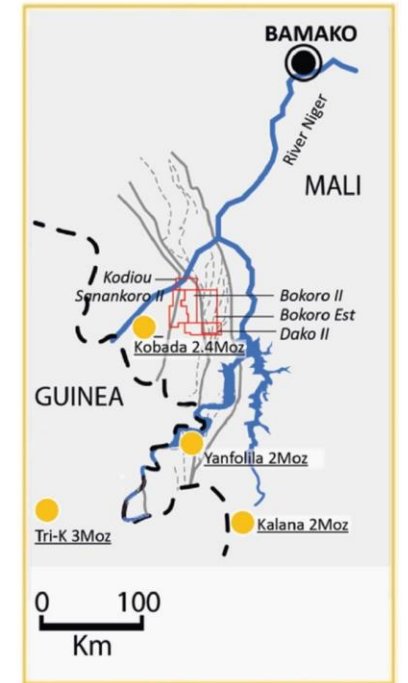 BAMAKO
River Niger
MALI
Kodiou
Sanankoro II
Bokoro II
Bokoro Est
Dako II
Kobada 2.4Moz
GUINEA
Yanfolila 2Moz
Tri-K 3Moz
Kalana 2Moz
0 100
Km